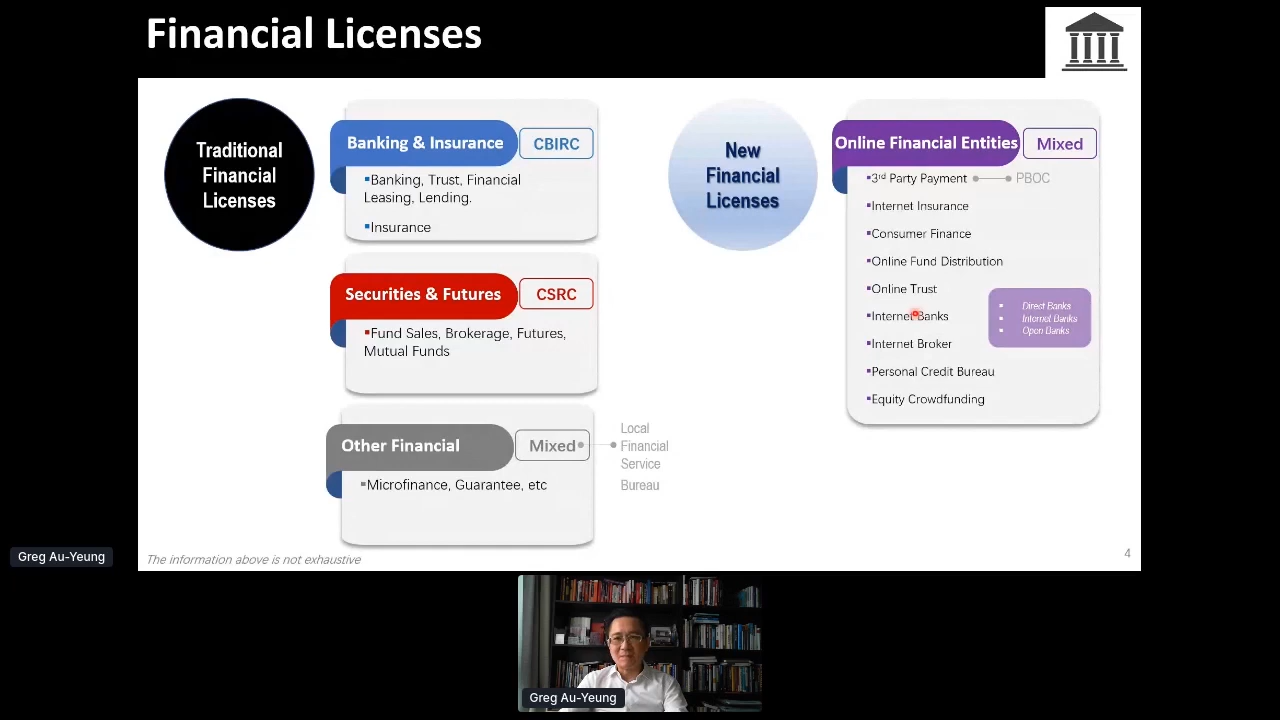 Financial Licenses
Traditional
Financial
Licenses
Banking & Insurance
CBIRC
▪Banking, Trust, Financial
Leasing, Lending.
▪Insurance
Securities & Futures
CSRC
▪Fund Sales, Brokerage, Futures,
Mutual Funds
Other Financial
Mixed
Local
Financial
Service
Bureau
▪Microfinance, Guarantee, etc
New
Financial
Licenses
Online Financial Entities
Mixed
▪3rd Party Payment
PBOC
▪Internet Insurance
▪Consumer Finance
▪Online Fund Distribution
▪Online Trust
▪Internet Banks
▪ Direct Banks
▪ Internet Banks
▪ Open Banks
▪Internet Broker
▪Personal Credit Bureau
▪Equity Crowdfunding
The information above is not exhaustive
4
Greg Au-Yeung
Greg Au-Yeung